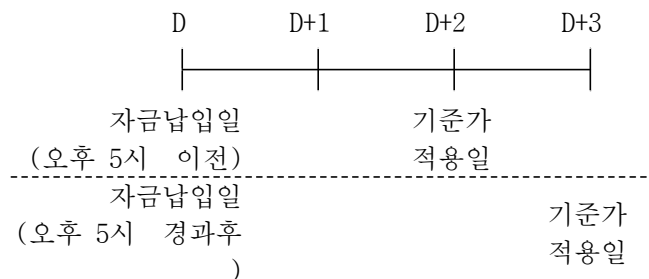 D D+1 D+2 D+3
자금납입일 기준가
(오후 5시 이전) 적용일
자금납입일 기준가
(오후 5시 경과후 적용일
)